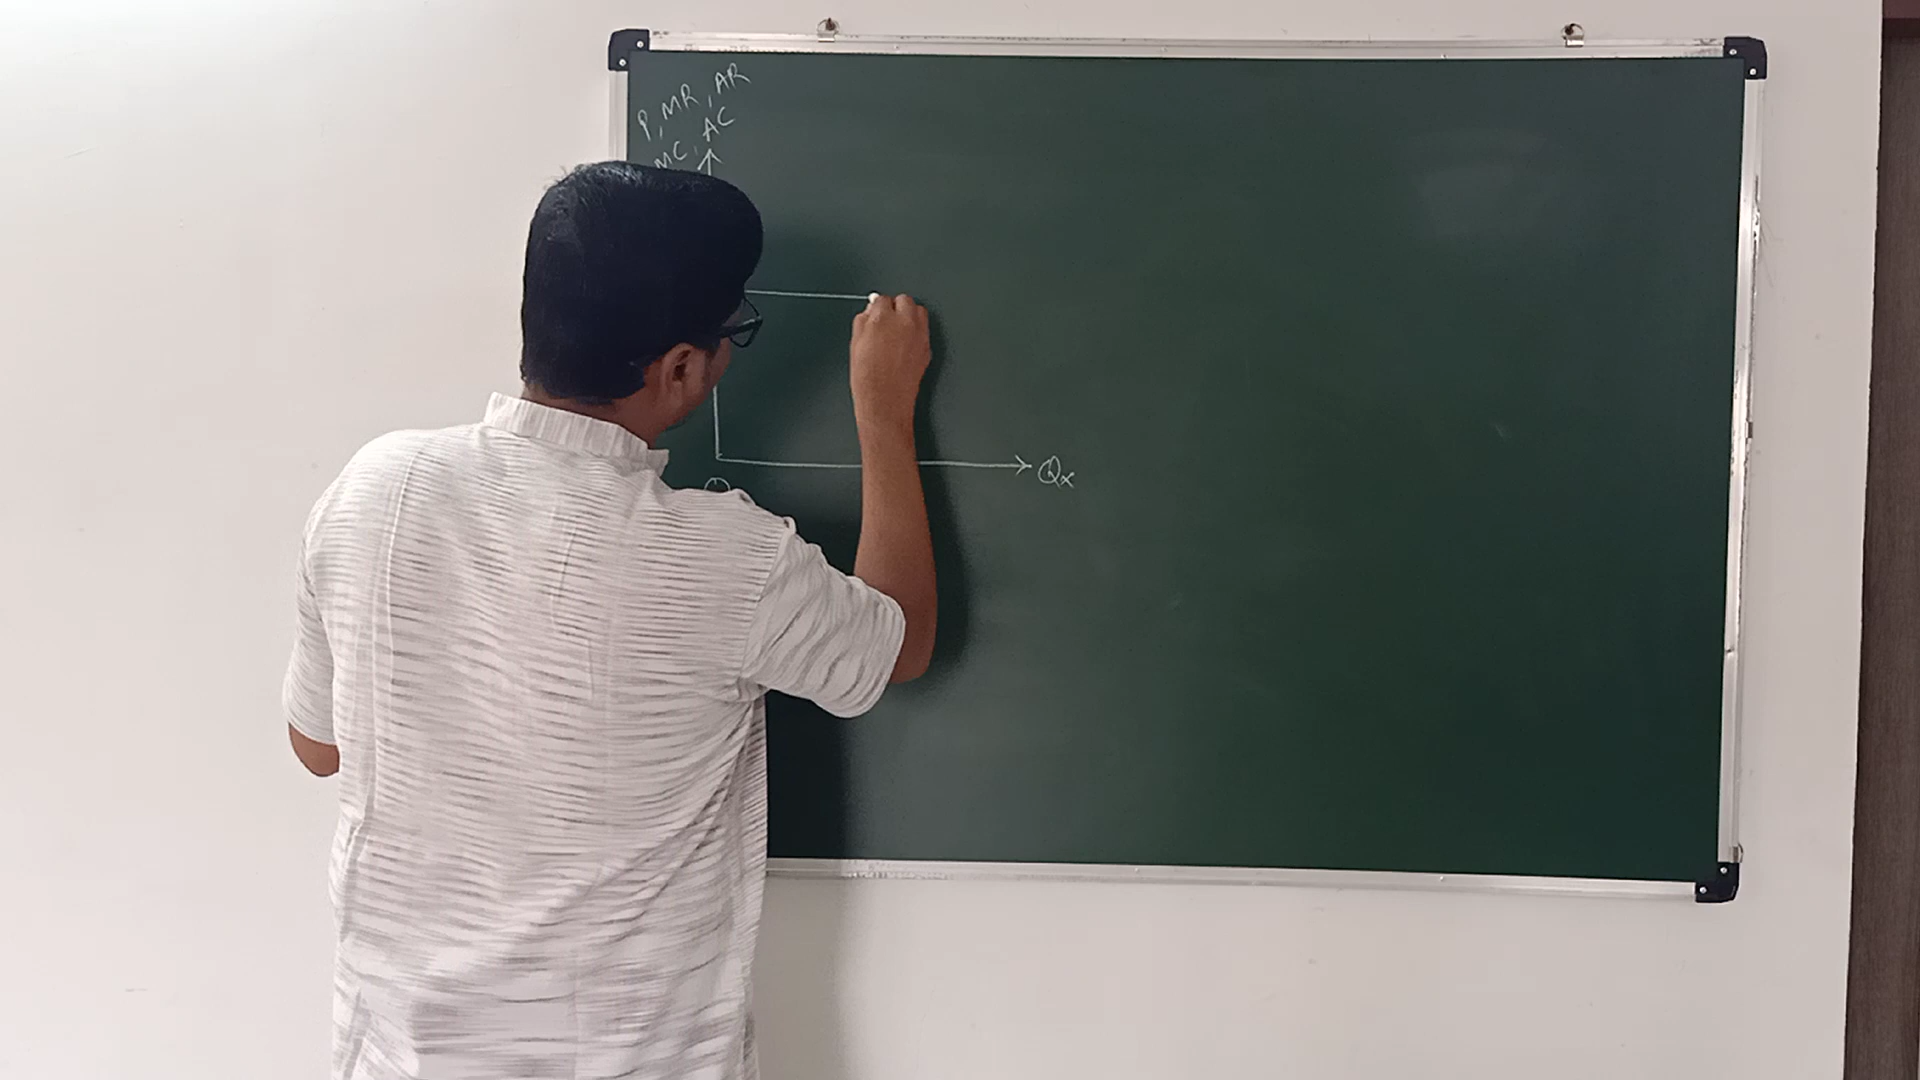 P, MR, AR
MC, AC
Qx